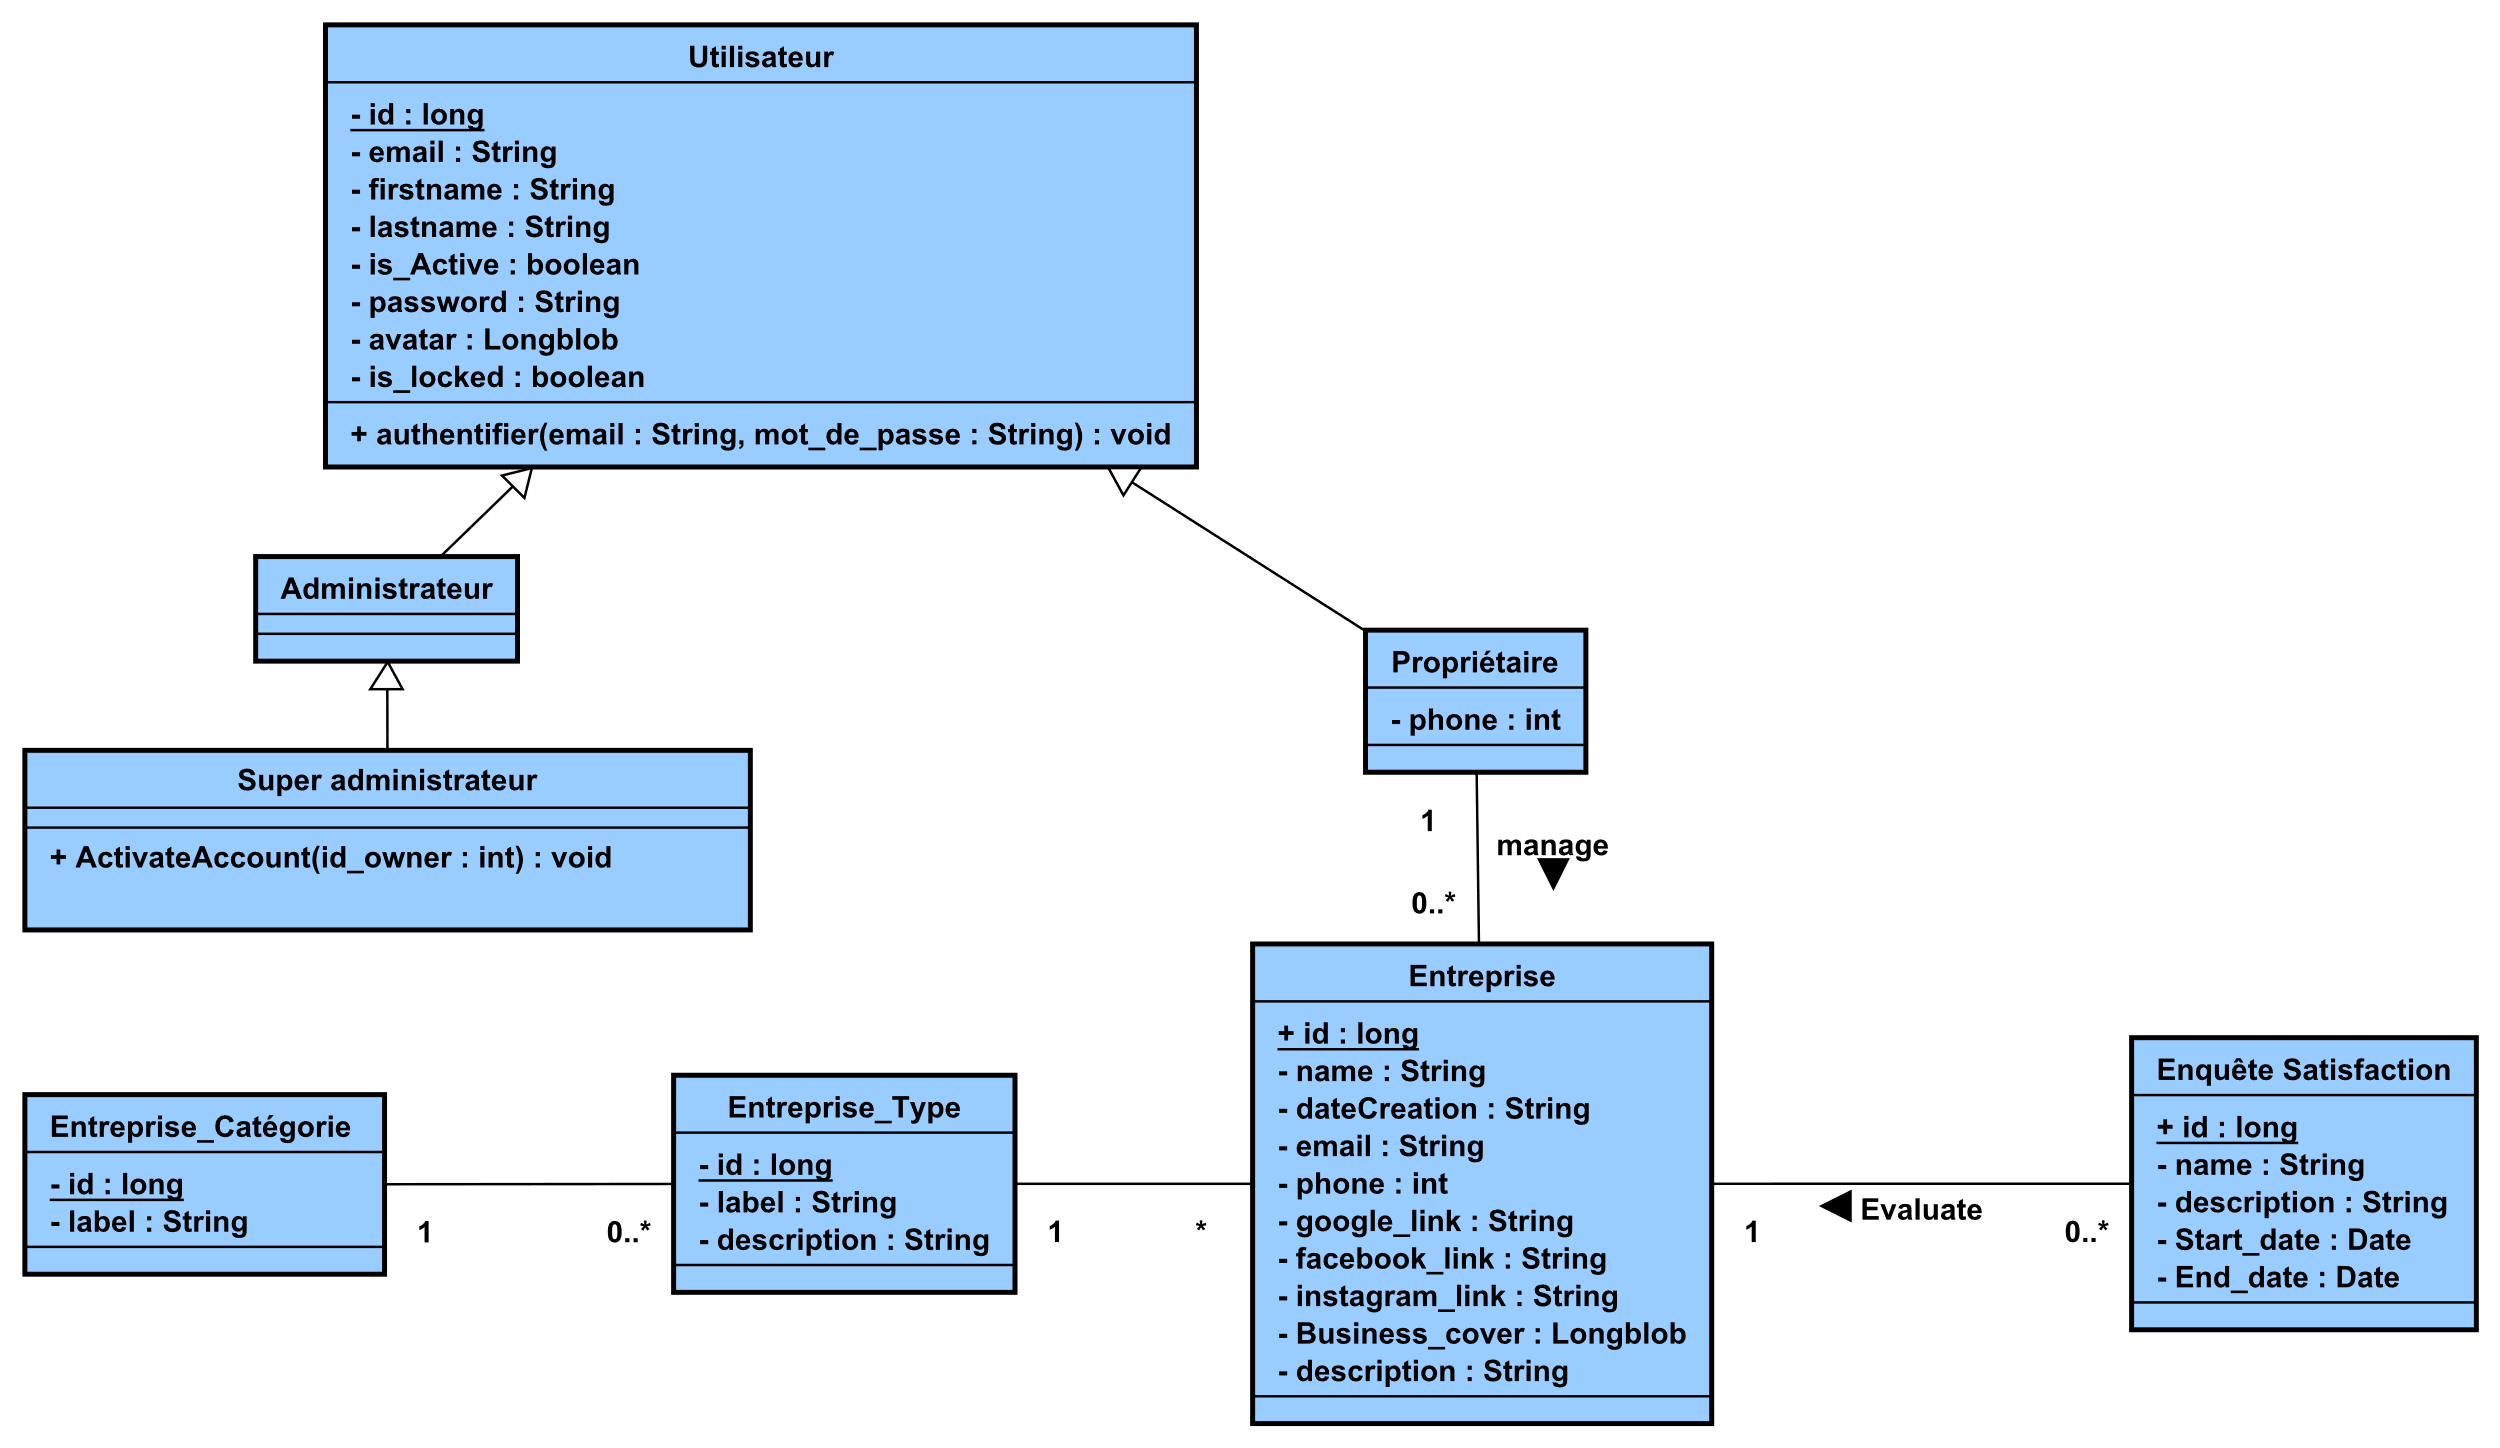 Utilisateur
- id : long
- email : String
- firstname : String
- lastname : String
- is_Active : boolean
- password : String
- avatar : Longblob
- is_locked : boolean
+ authentifier(email : String, mot_de_passe : String) : void
Administrateur
Propriétaire
- phone : int
Super administrateur
+ ActivateAccount(id_owner : int) : void
1
manage
0..*
Entreprise
+ id : long
- name : String
- dateCreation : String
- email : String
- phone : int
- google_link : String
- facebook_link : String
- instagram_link : String
- Business_cover : Longblob
- description : String
Entreprise_Catégorie
- id : long
- label : String
1
0..*
Entreprise_Type
- id : long
- label : String
- description : String
1
*
1
Evaluate
0..*
Enquête Satisfaction
+ id : long
- name : String
- description : String
- Start_date : Date
- End_date : Date